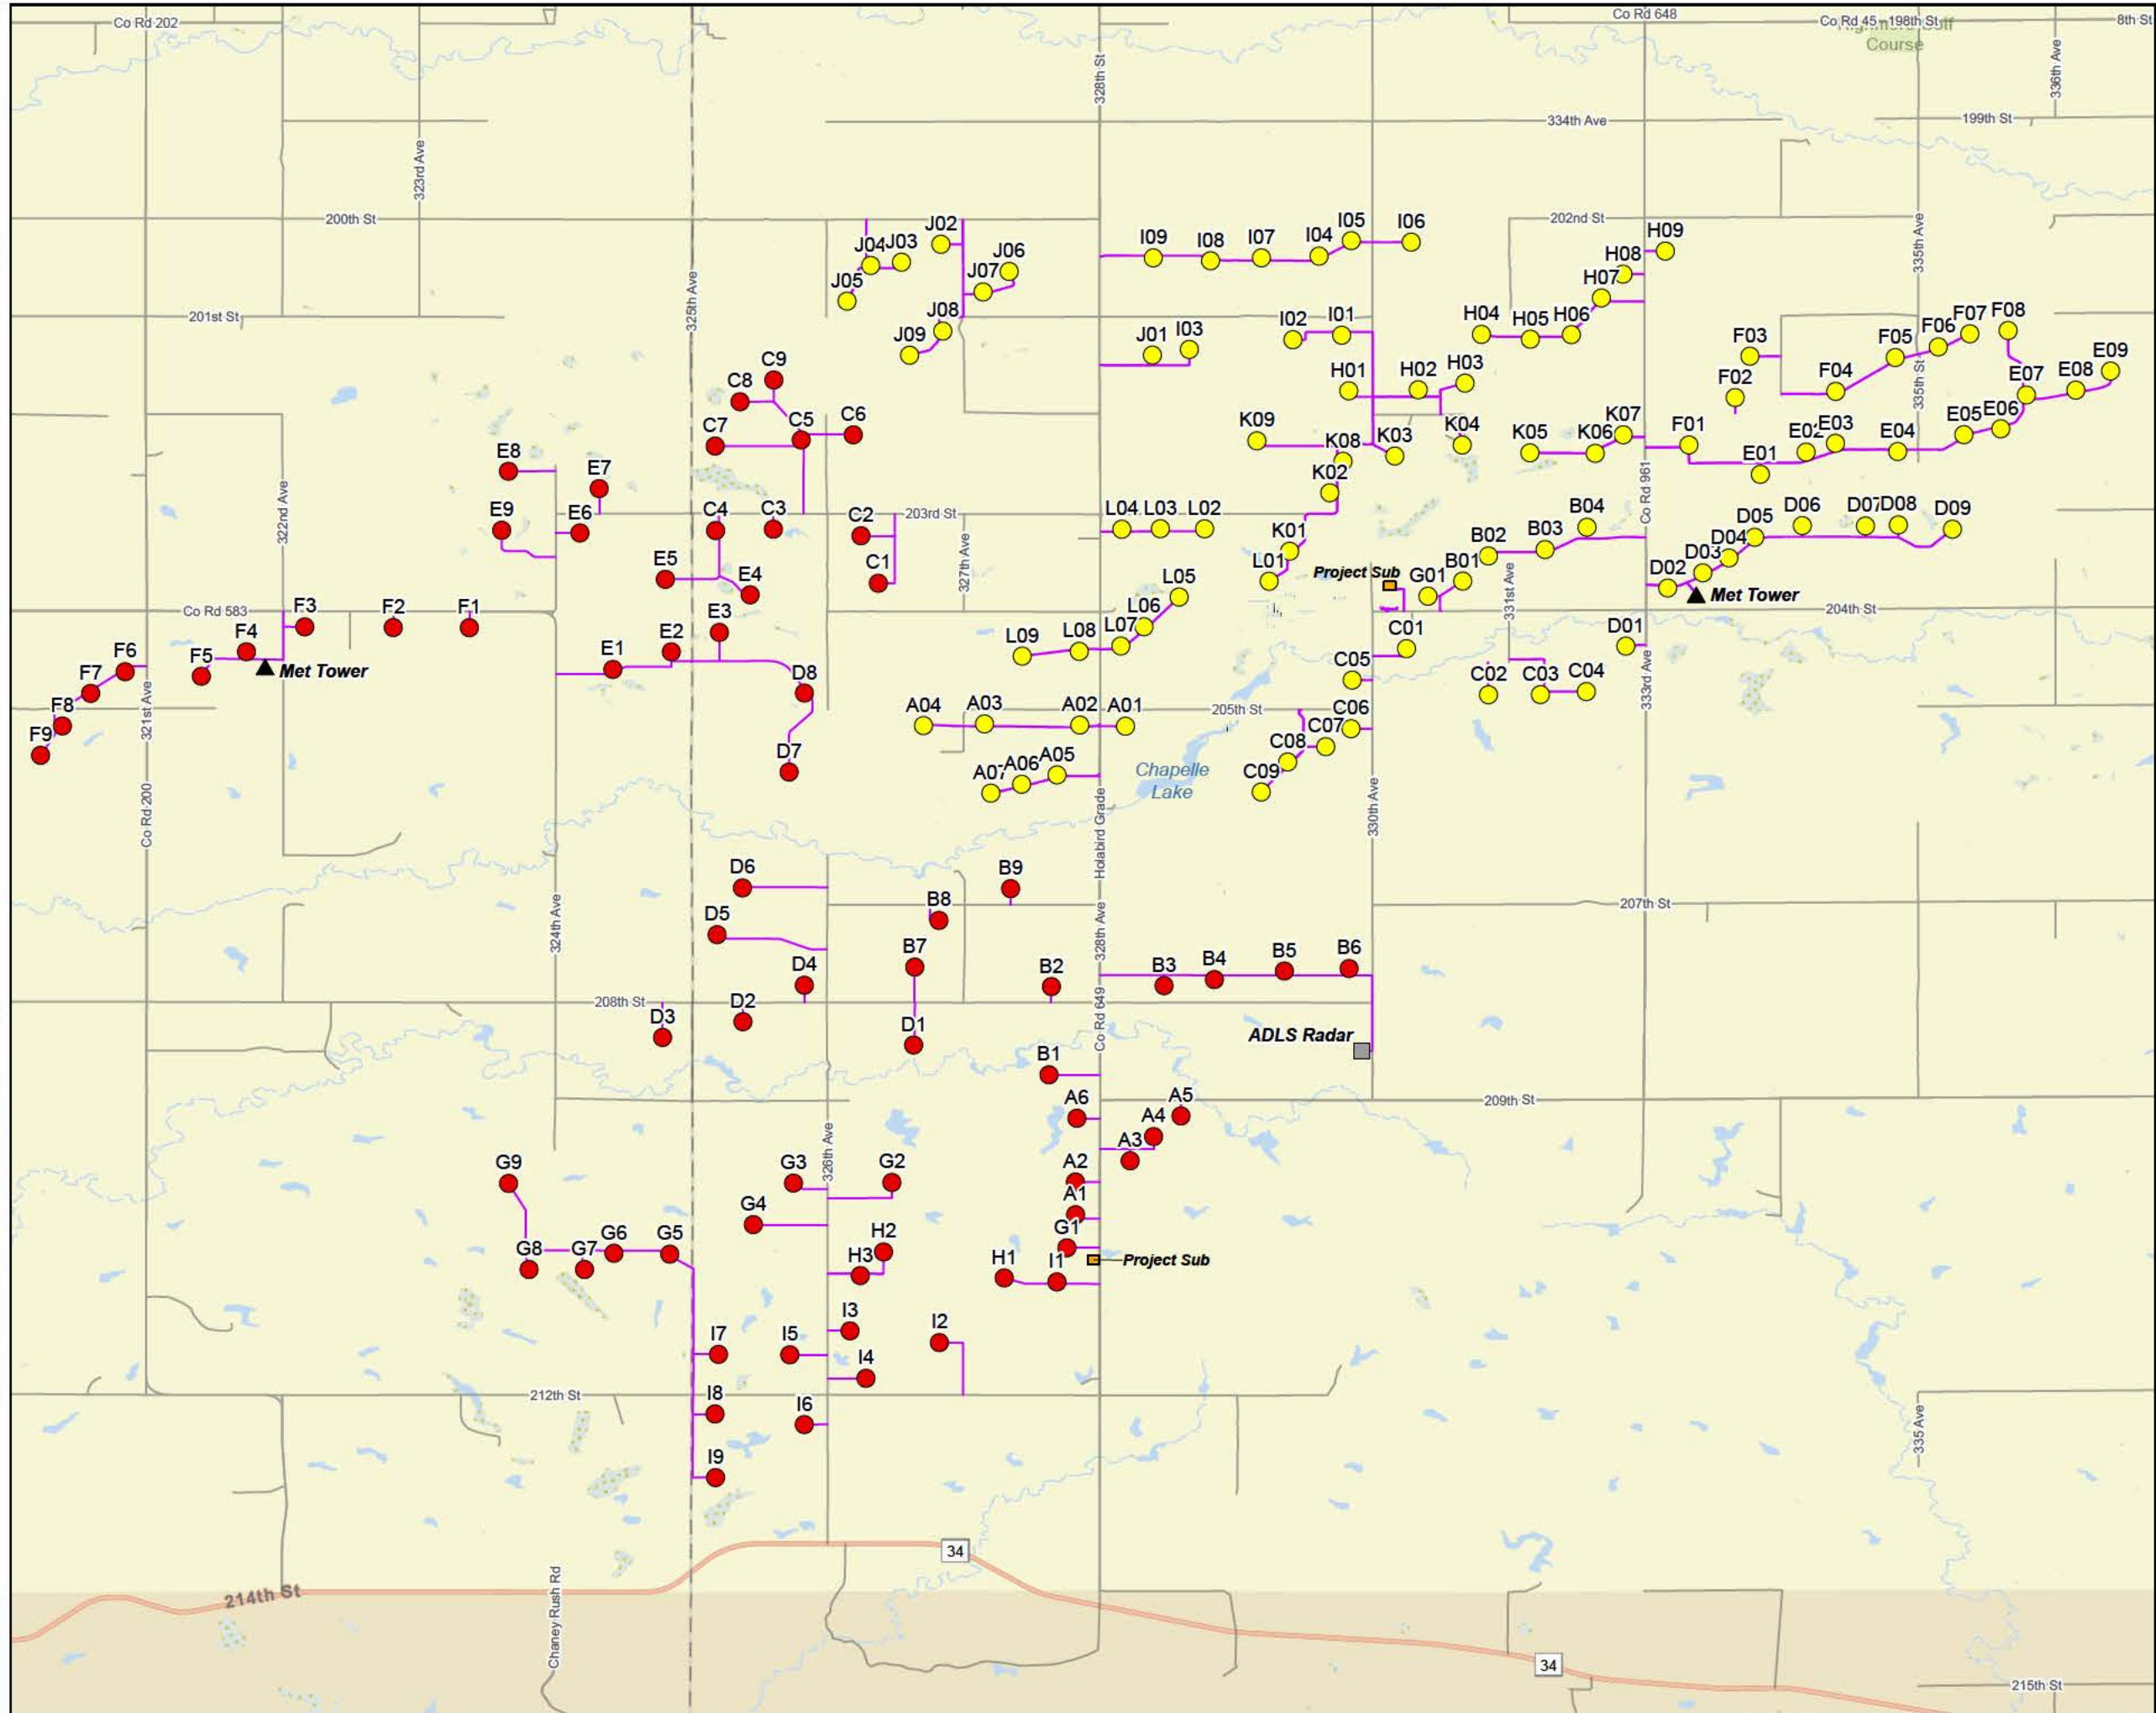 Co Rd 202
Co Rd 648
Co Rd 45
198th St
8th St
Course
328th St
336th Ave
334th Ave
199th St
323rd Ave
200th St
202nd St
335th Ave
J02
J04
J03
J06
J07
J05
J08
J09
I09
I08
I07
I04
I05
I06
H09
H08
H07
325th Ave
201st St
J01
I03
I02
I01
H04
H05
H06
F03
F05
F06
F07
F08
F02
F04
335th St
E09
E08
E07
C9
C8
C7
C5
C6
H01
H02
H03
K09
K08
K03
K04
K05
K06
K07
F01
E01
E02
E03
E04
E05
E06
E8
E7
E9
E6
322nd Ave
C4
C3
C2
C1
203rd St
327th Ave
L04
L03
L02
K02
K01
L01
Co Rd 961
B04
B03
B02
B01
G01
Project Sub
331st Ave
D02
D03
D04
D05
D06
D07
D08
D09
Met Tower
E5
E4
E3
E2
E1
Co Rd 583
F3
F2
F1
F4
F5
F6
F7
F8
F9
Met Tower
321st Ave
L05
L06
L07
L08
L09
204th St
C01
C05
D01
C02
C03
C04
333rd Ave
D8
D7
A04
A03
A02
A01
205th St
C06
C07
C08
C09
A07
A06
A05
Chapelle
Lake
Co Rd 200
Holabird Grade
330th Ave
D6
B9
B8
D5
B7
324th Ave
328th Ave
207th St
D4
B2
B3
B4
B5
B6
208th St
D3
D2
D1
Co Rd 649
ADLS Radar
B1
A6
A5
A4
A3
209th St
326th Ave
G9
G3
G2
A2
A1
G4
G1
G8
G7
G6
G5
H2
H3
H1
I1
Project Sub
I7
I5
I3
I4
I2
212th St
I8
I6
I9
335 Ave
34
214th St
Chaney Rush Rd
34
215th St